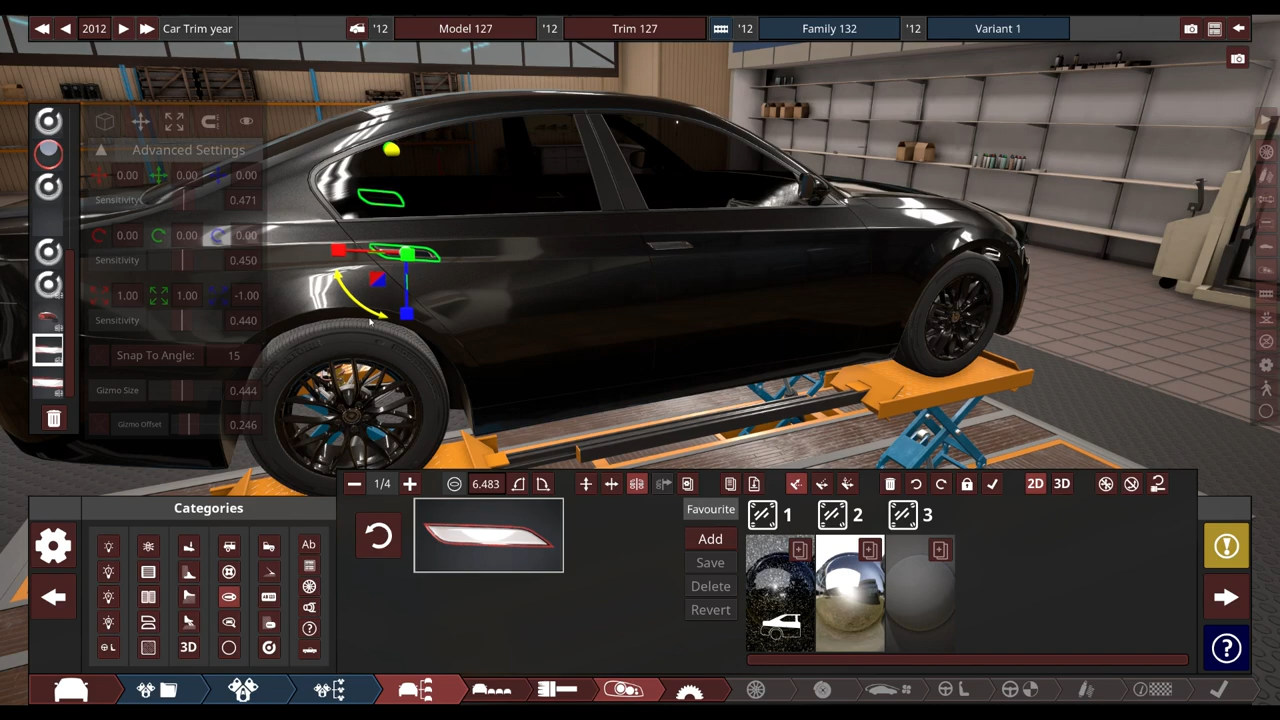 2012 Car Trim year '12 Model 127 '12 Trim 127 '12 Family 132 '12 Variant 1
Advanced Settings
0.00 0.00 0.00
Sensitivity 0.471
0.00 0.00 0.00
Sensitivity 0.450
1.00 1.00 -1.00
Sensitivity 0.440
Snap To Angle: 15
Gizmo Size 0.444
Gizmo Offset 0.246
1/4 6.483 2D 3D
Categories
Ab
L
3D
Favourite
Add
Save
Delete
Revert
1 2 3